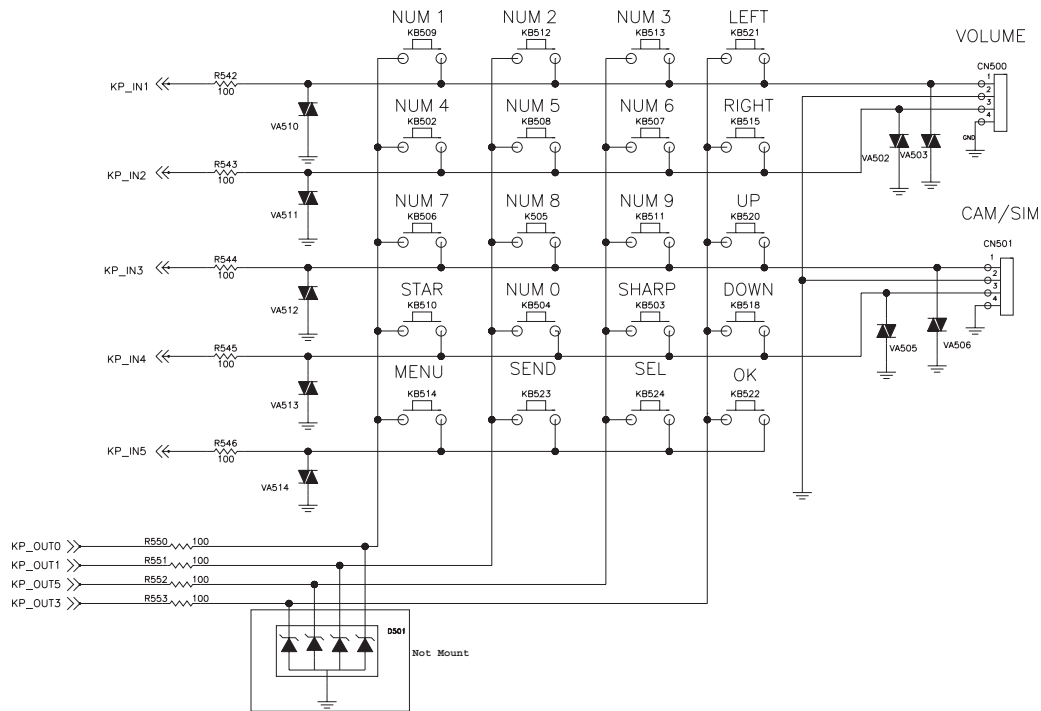 NUM 1 NUM 2 NUM 3 LEFT
KB509 KB512 KB513 KB521
VOLUME
CN500
1
2
3
4
GND
KP_IN1 R542 100
VA510
NUM 4 NUM 5 NUM 6 RIGHT
KB502 KB508 KB507 KB515
VA502 VA503
KP_IN2 R543 100
VA511
NUM 7 NUM 8 NUM 9 UP
KB506 K505 KB511 KB520
CAM/SIM
CN501
1
2
3
4
KP_IN3 R544 100
VA512
STAR NUM 0 SHARP DOWN
KB510 KB504 KB503 KB518
VA505 VA506
KP_IN4 R545 100
VA513
MENU SEND SEL OK
KB514 KB523 KB524 KB522
KP_IN5 R546 100
VA514
KP_OUT0 R550 100
KP_OUT1 R551 100
KP_OUT5 R552 100
KP_OUT3 R553 100
D501
Not Mount